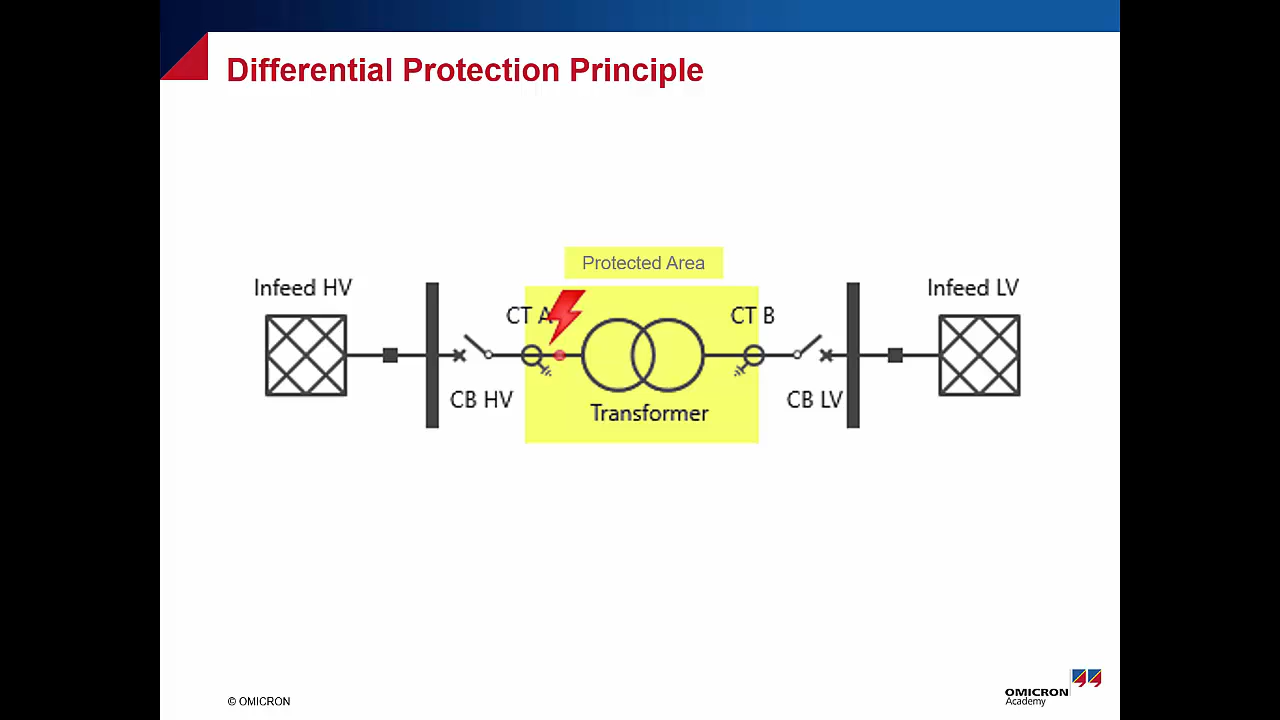 Differential Protection Principle
Protected Area
Infeed HV
Infeed LV
CT A
CT B
CB HV
CB LV
Transformer
© OMICRON
OMICRON
Academy